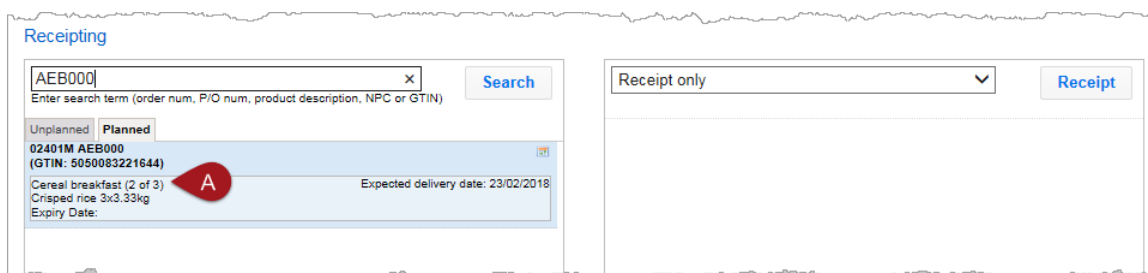 Receipting
AEB000
Search
Enter search term (order num, P/O num, product description, NPC or GTIN)
Unplanned Planned
02401M AEB000
(GTIN: 5050083221644)
Cereal breakfast (2 of 3)
A
Expected delivery date: 23/02/2018
Crisped rice 3x3.33kg
Expiry Date:
Receipt only
Receipt